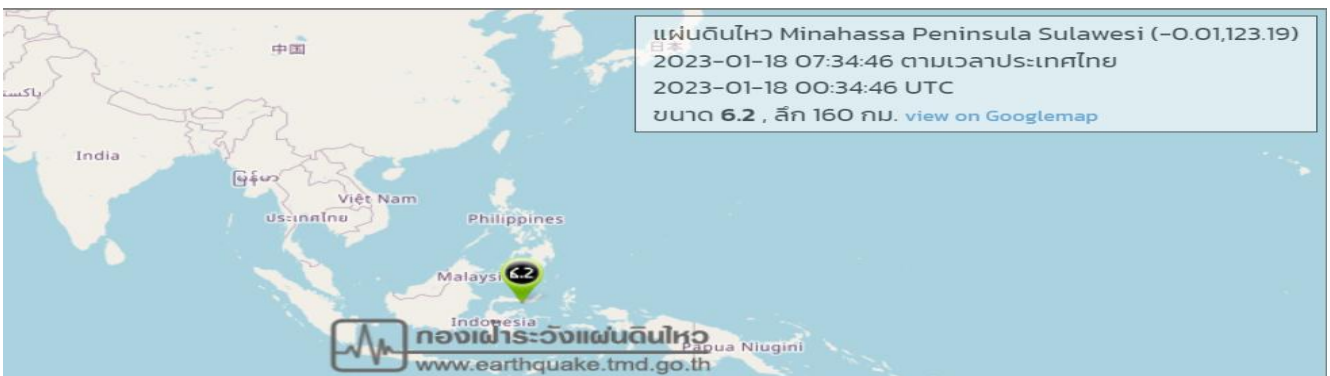 แผ่นดินไหว Minahassa Peninsula Sulawesi (-0.01,123.19)
2023-01-18 07:34:46 ตามเวลาประเทศไทย
2023-01-18 00:34:46 UTC
ขนาด 6.2 , ลึก 160 กม. view on Googlemap
中国
日本
India
မြန်မာ
Việt Nam
ประเทศไทย
Philippines
Malaysi
6.2
Indonesia
กองเฝ้าระวังแผ่นดินไหว
Papua Niugini
www.earthquake.tmd.go.th